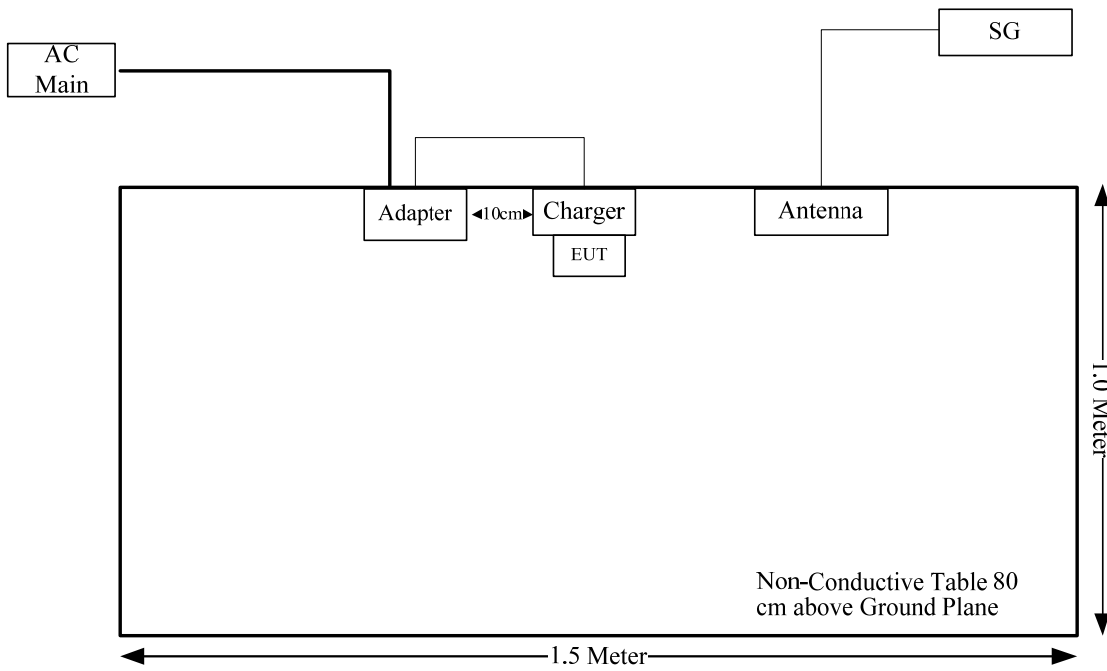 SG
AC
Main
Adapter
10cm
Charger
Antenna
EUT
1.0 Meter
Non-Conductive Table 80
cm above Ground Plane
1.5 Meter